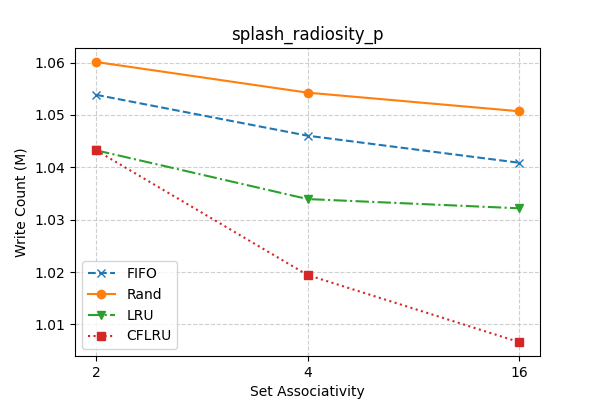 splash_radiosity_p
Write Count (M)
1.06
1.05
1.04
1.03
1.02
1.01
FIFO
Rand
LRU
CFLRU
2
4
16
Set Associativity